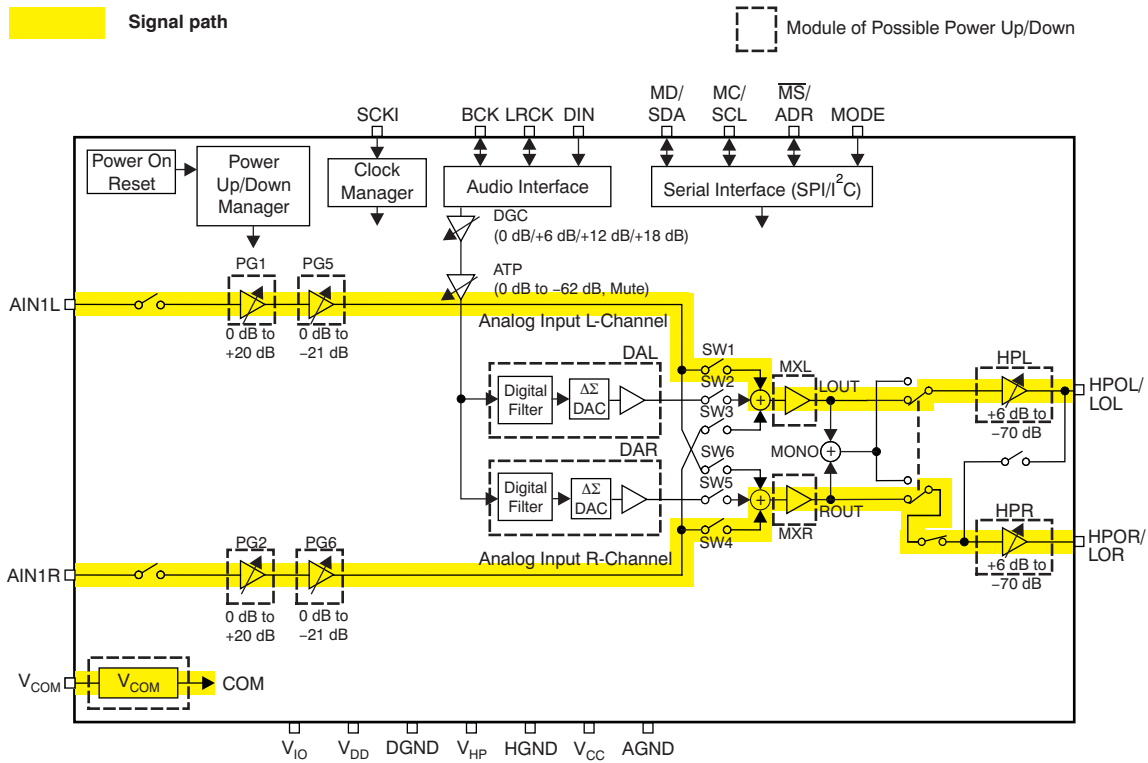 Signal path
Module of Possible Power Up/Down
SCKI
BCK
LRCK
DIN
MD/
SDA
MC/
SCL
MS/
ADR
MODE
Power On
Reset
Power
Up/Down
Manager
Clock
Manager
Audio Interface
Serial Interface (SPI/I2C)
DGC
(0 dB/+6 dB/+12 dB/+18 dB)
ATP
(0 dB to −62 dB, Mute)
PG1
PG5
AIN1L
0 dB to
+20 dB
0 dB to
−21 dB
Analog Input L-Channel
DAL
Digital
Filter
ΔΣ
DAC
SW1
SW2
SW3
MXL
LOUT
HPL
+6 dB to
−70 dB
HPOL/
LOL
MONO
DAR
Digital
Filter
ΔΣ
DAC
SW6
SW5
SW4
MXR
ROUT
HPR
+6 dB to
−70 dB
HPOR/
LOR
Analog Input R-Channel
PG2
PG6
AIN1R
0 dB to
+20 dB
0 dB to
−21 dB
VCOM
VCOM
COM
VIO
VDD
DGND
VHP
HGND
VCC
AGND